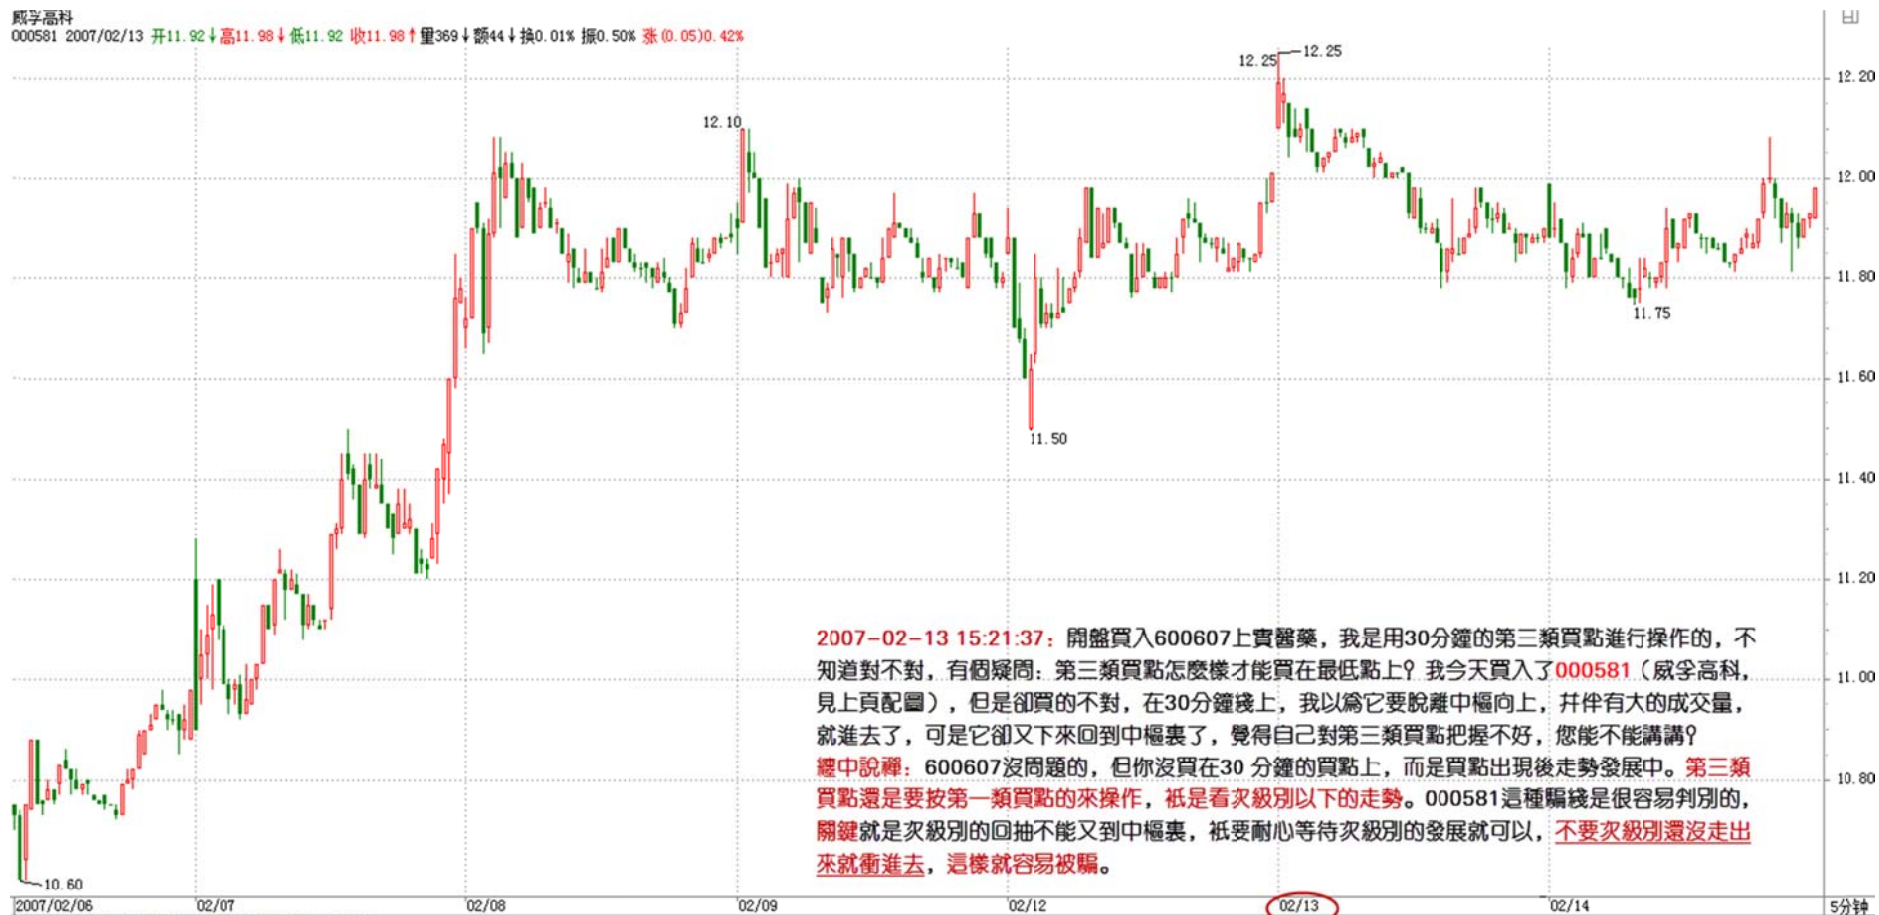 威孚高科
000581 2007/02/13 开11.92↓高11.98↓低11.92 收11.98↑量369↓额44↓换0.01% 振0.50% 涨(0.05)0.42%
12.25 12.25
12.20
12.10
12.00
11.80
11.75
11.60
11.50
11.40
11.20
2007-02-13 15:21:37：開盤買入600607上實醫藥，我是用30分鐘的第三類買點進行操作的，不
知道對不對，有個疑問：第三類買點怎麼樣才能買在最低點上？我今天買入了000581（威孚高科，
11.00
見上頁配圖），但是卻買的不對，在30分鐘綫上，我以爲它要脫離中樞向上，幷伴有大的成交量，
就進去了，可是它卻又下來回到中樞裏了，覺得自己對第三類買點把握不好，您能不能講講？
纏中說禪：600607沒問題的，但你沒買在30 分鐘的買點上，而是買點出現後走勢發展中。第三類
10.80
買點還是要按第一類買點的來操作，衹是看次級別以下的走勢。000581這種騙綫是很容易判別的，
關鍵就是次級別的回抽不能又到中樞裏，衹要耐心等待次級別的發展就可以，不要次級別還沒走出
來就衝進去，這樣就容易被騙。
10.60
2007/02/06 02/07 02/08 02/09 02/12 02/13 02/14 5分钟